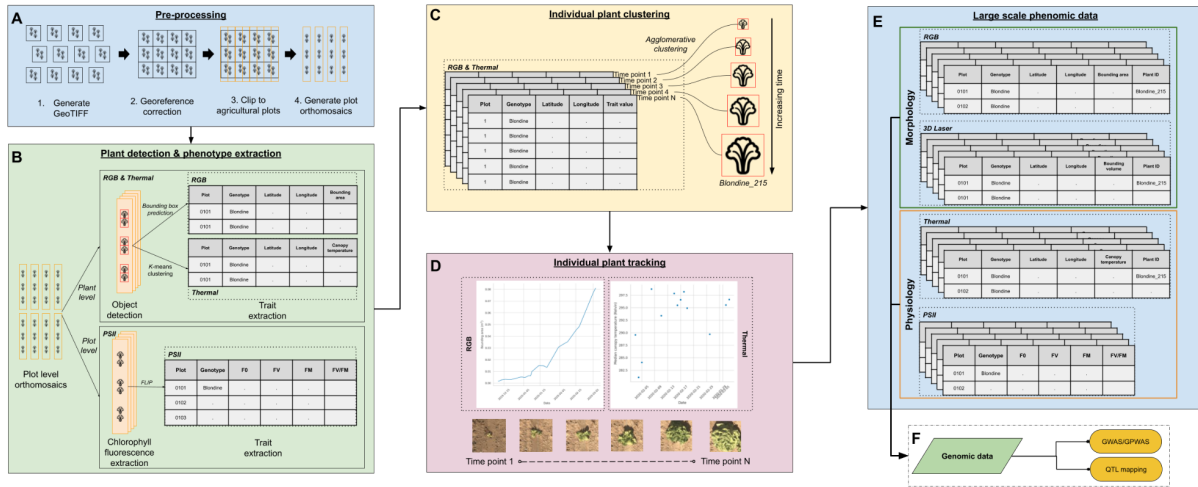 A
Pre-processing
1. Generate
GeoTIFF
2. Georeference
correction
3. Clip to
agricultural plots
4. Generate plot
orthomosaics
B
Plant detection & phenotype extraction
RGB & Thermal
RGB
Bounding box
prediction
Plot Genotype Latitude Longitude Bounding
area
0101 Blondine . . .
0101 Blondine . . .
Plot Genotype Latitude Longitude Canopy
temperature
0101 Blondine . . .
0101 Blondine . . .
Thermal
K-means
clustering
Object
detection
Trait
extraction
Plant
level
Plot
level
Plot level
orthomosaics
PSII
PSII
FLIP
Plot Genotype F0 FV FM FV/FM
0101 Blondine . . . .
0102 . . . . .
0103 . . . . .
Chlorophyll
fluorescence
extraction
Trait
extraction
C
Individual plant clustering
Agglomerative
clustering
RGB & Thermal
Time point 1
Time point 2
Time point 3
Time point 4
Time point N
Plot Genotype Latitude Longitude Trait value
1 Blondine . . .
1 Blondine . . .
1 Blondine . . .
1 Blondine . . .
1 Blondine . . .
Increasing time
Blondine_215
D
Individual plant tracking
RGB
Date
Thermal
Date
Time point 1
Time point N
E
Large scale phenomic data
Morphology
RGB
Plot Genotype Latitude Longitude Bounding area Plant ID
0101 Blondine . . . Blondine_215
0102 Blondine . . . .
3D Laser
Plot Genotype Latitude Longitude Bounding
volume Plant ID
0101 Blondine . . . Blondine_215
0102 Blondine . . . .
Physiology
Thermal
Plot Genotype Latitude Longitude Canopy
temperature Plant ID
0101 Blondine . . . Blondine_215
0102 Blondine . . . .
PSII
Plot Genotype F0 FV FM FV/FM
0101 Blondine . . . .
0102 . . . . .
F
Genomic data
GWAS/GPWAS
QTL mapping